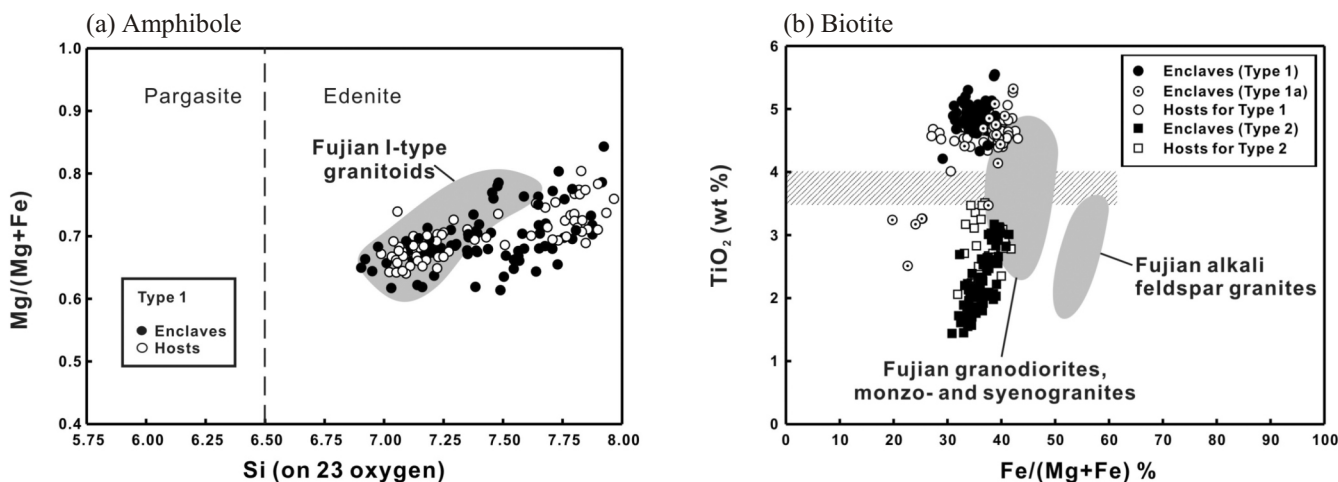 (a) Amphibole
1.0
0.9
0.8
0.7
0.6
0.5
0.4
Mg/(Mg+Fe)
Pargasite
Edenite
Fujian I-type
granitoids
Type 1
Enclaves
Hosts
5.75 6.00 6.25 6.50 6.75 7.00 7.25 7.50 7.75 8.00
Si (on 23 oxygen)
(b) Biotite
6
5
4
3
2
1
0
TiO₂ (wt %)
Enclaves (Type 1)
Enclaves (Type 1a)
Hosts for Type 1
Enclaves (Type 2)
Hosts for Type 2
Fujian alkali
feldspar granites
Fujian granodiorites,
monzo- and syenogranites
0 10 20 30 40 50 60 70 80 90 100
Fe/(Mg+Fe) %